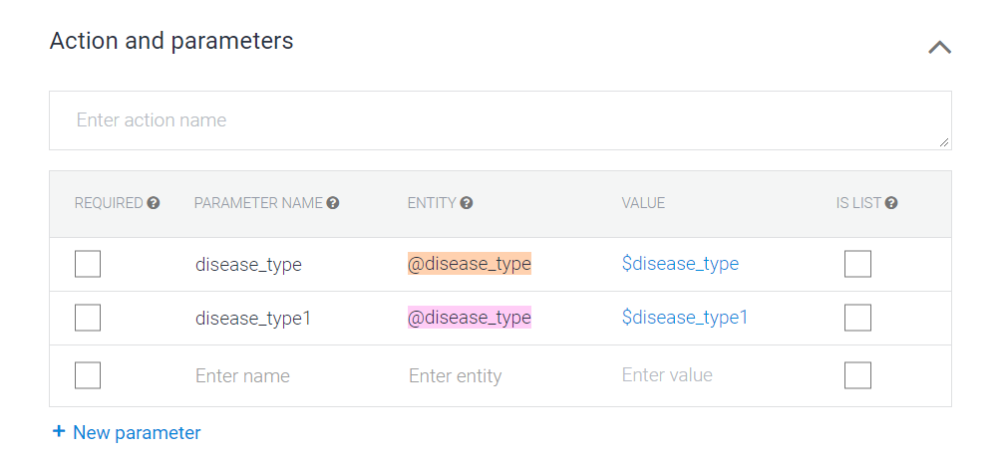 Action and parameters
Enter action name
REQUIRED ? PARAMETER NAME ? ENTITY ? VALUE IS LIST ?
disease_type @disease_type $disease_type
disease_type1 @disease_type $disease_type1
Enter name Enter entity Enter value
+ New parameter